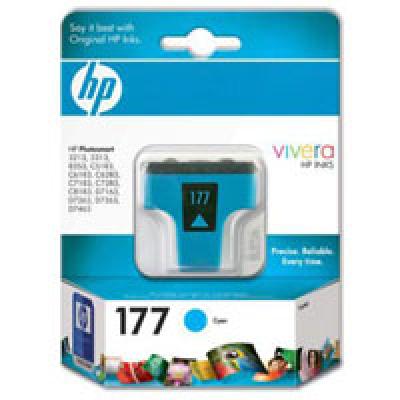 Say it best with
Original HP Inks.
hp
HP Photosmart
3213, 3313,
8253, C5183,
C6183, C6283,
C7183, C7283,
C8183, D7163,
D7263, D7363,
D7463
vivera
HP INKS
177
Precise. Reliable.
Every time.
177
Cyan